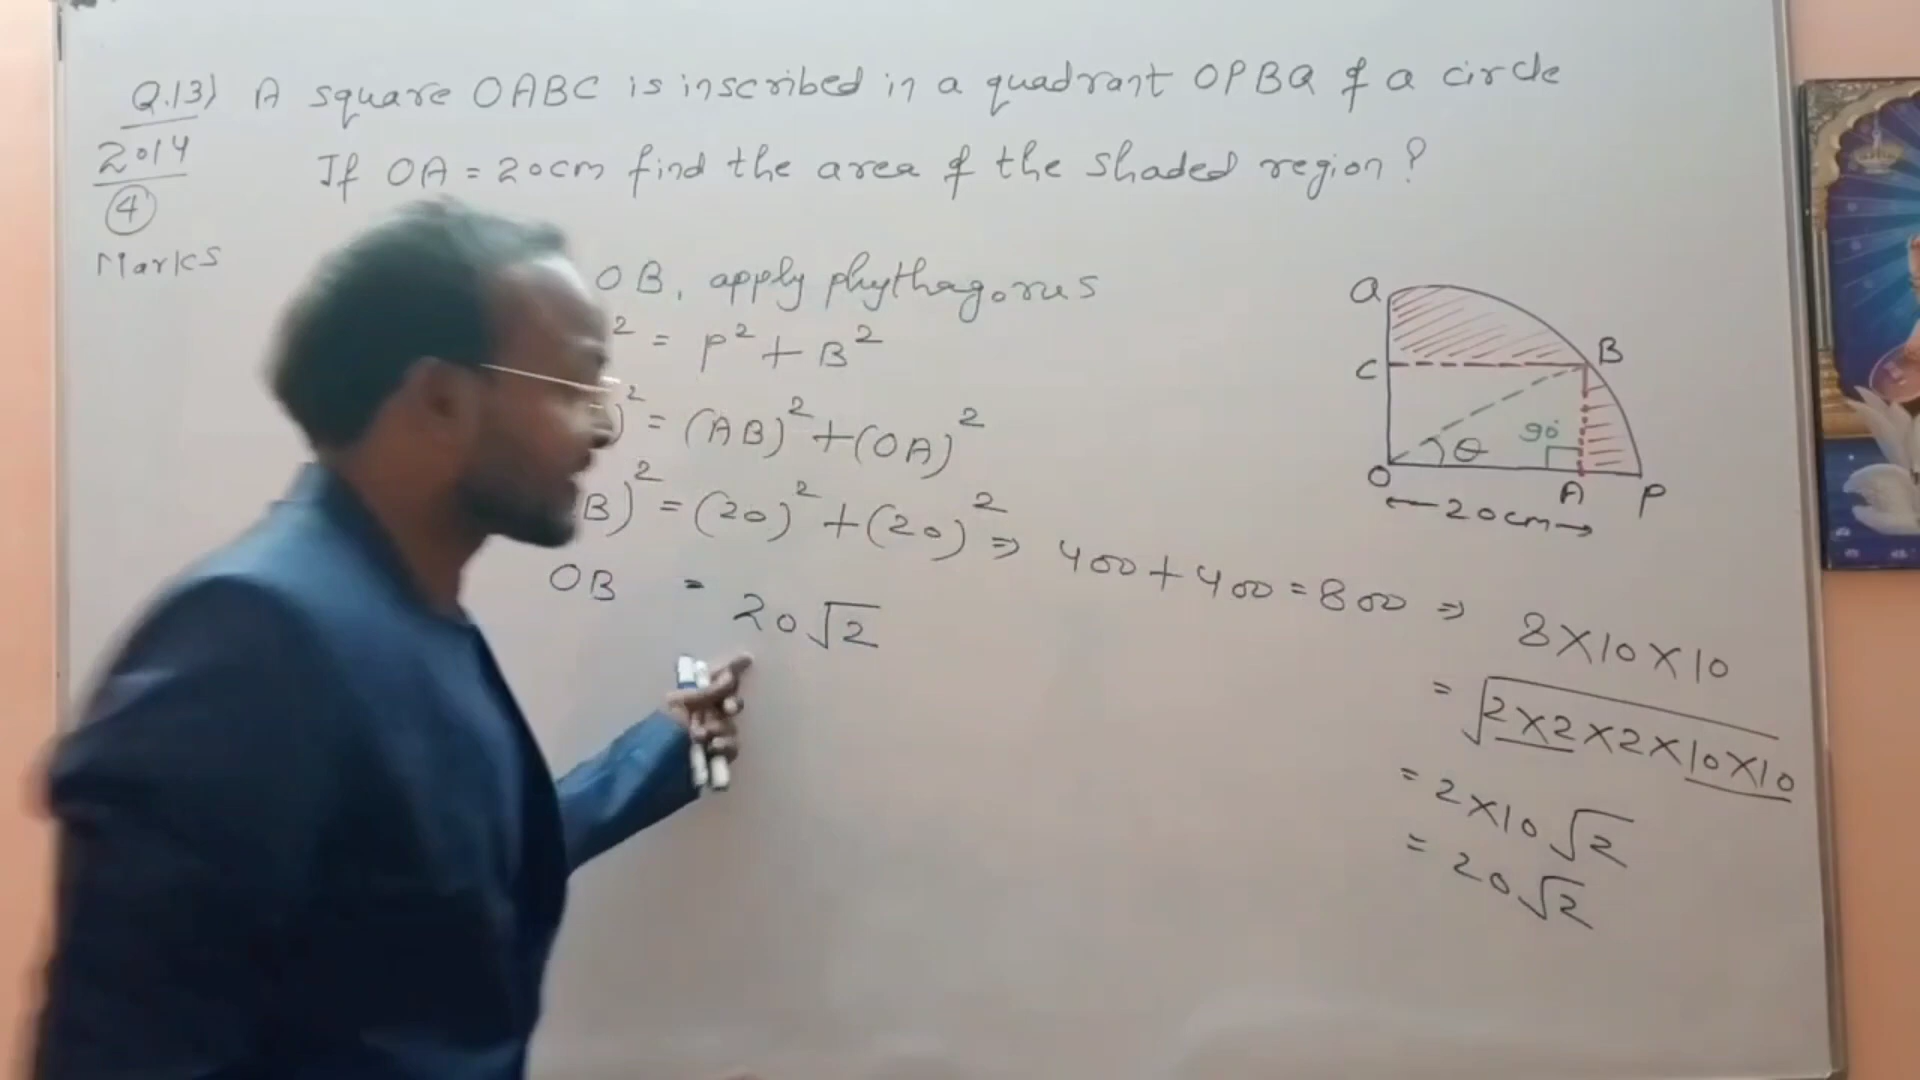 Q.13) A square OABC is inscribed in a quadrant OPBQ of a circle
2014
If OA = 20cm find the area of the shaded region?
4
Marks
OB, apply phythagorus
2 = P² + B²
)² = (AB)² + (OA)²
B)² = (20)² + (20)² ⇒ 400 + 400 = 800 ⇒ 8×10×10
OB = 20√2
= √2×2×2×10×10
= 2×10√2
= 20√2
Q
B
C
90°
θ
O
A
P
20cm